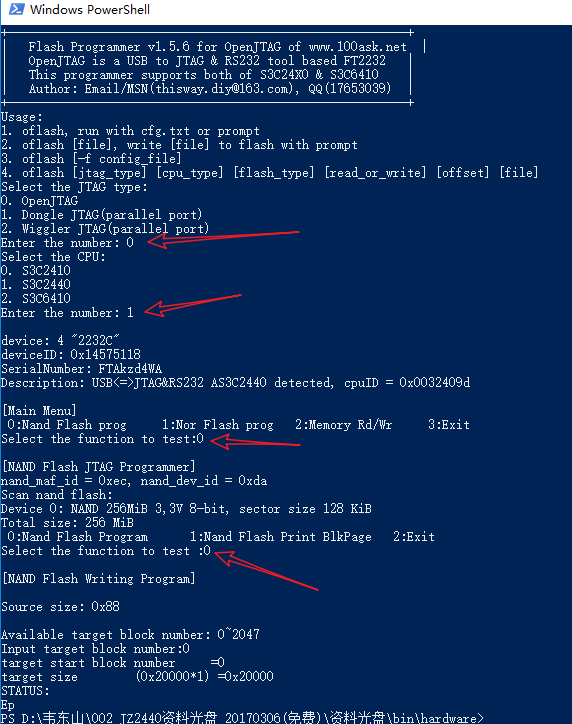 Windows PowerShell
Flash Programmer v1.5.6 for OpenJTAG of www.100ask.net |
| OpenJTAG is a USB to JTAG & RS232 tool based FT2232 |
| This programmer supports both of S3C24X0 & S3C6410 |
| Author: Email/MSN(thisway.diy@163.com), QQ(17653039) |
Usage:
1. oflash, run with cfg.txt or prompt
2. oflash [file], write [file] to flash with prompt
3. oflash [-f config_file]
4. oflash [jtag_type] [cpu_type] [flash_type] [read_or_write] [offset] [file]
Select the JTAG type:
0. OpenJTAG
1. Dongle JTAG(parallel port)
2. Wiggler JTAG(parallel port)
Enter the number: 0
Select the CPU:
0. S3C2410
1. S3C2440
2. S3C6410
Enter the number: 1
device: 4 "2232C"
deviceID: 0x14575118
SerialNumber: FTAkzd4WA
Description: USB<=>JTAG&RS232 AS3C2440 detected, cpuID = 0x0032409d
[Main Menu]
0:Nand Flash prog 1:Nor Flash prog 2:Memory Rd/Wr 3:Exit
Select the function to test:0
[NAND Flash JTAG Programmer]
nand_maf_id = 0xec, nand_dev_id = 0xda
Scan nand flash:
Device 0: NAND 256MiB 3,3V 8-bit, sector size 128 KiB
Total size: 256 MiB
0:Nand Flash Program 1:Nand Flash Print BlkPage 2:Exit
Select the function to test :0
[NAND Flash Writing Program]
Source size: 0x88
Available target block number: 0~2047
Input target block number:0
target start block number =0
target size (0x20000*1) =0x20000
STATUS:
Ep
PS D:\韦东山\002_JZ2440资料光盘_20170306(免费)\资料光盘\bin\hardware>